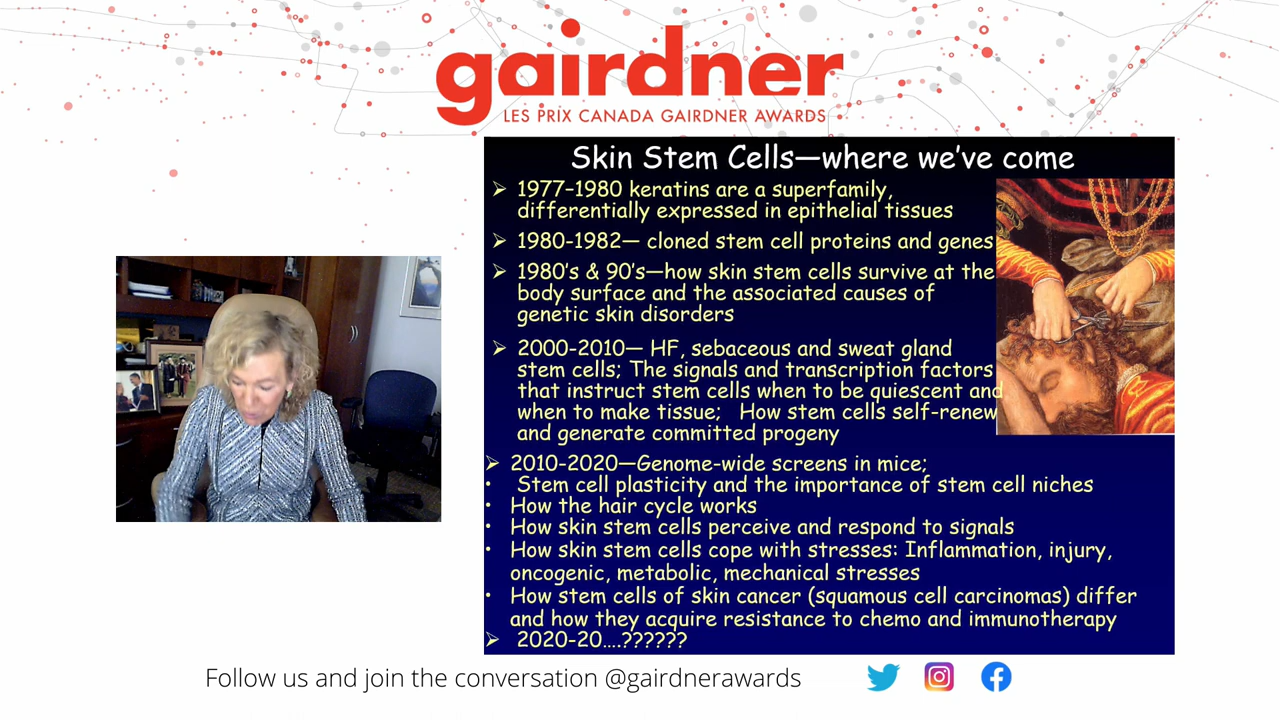 gairdner
LES PRIX CANADA GAIRDNER AWARDS
Skin Stem Cells—where we've come
➢ 1977–1980 keratins are a superfamily,
differentially expressed in epithelial tissues
➢ 1980-1982— cloned stem cell proteins and genes
➢ 1980's & 90's—how skin stem cells survive at the
body surface and the associated causes of
genetic skin disorders
➢ 2000-2010— HF, sebaceous and sweat gland
stem cells; The signals and transcription factors
that instruct stem cells when to be quiescent and
when to make tissue; How stem cells self-renew
and generate committed progeny
➢ 2010-2020—Genome-wide screens in mice;
• Stem cell plasticity and the importance of stem cell niches
• How the hair cycle works
• How skin stem cells perceive and respond to signals
• How skin stem cells cope with stresses: Inflammation, injury,
oncogenic, metabolic, mechanical stresses
• How stem cells of skin cancer (squamous cell carcinomas) differ
and how they acquire resistance to chemo and immunotherapy
➢ 2020-20....??????
Follow us and join the conversation @gairdnerawards